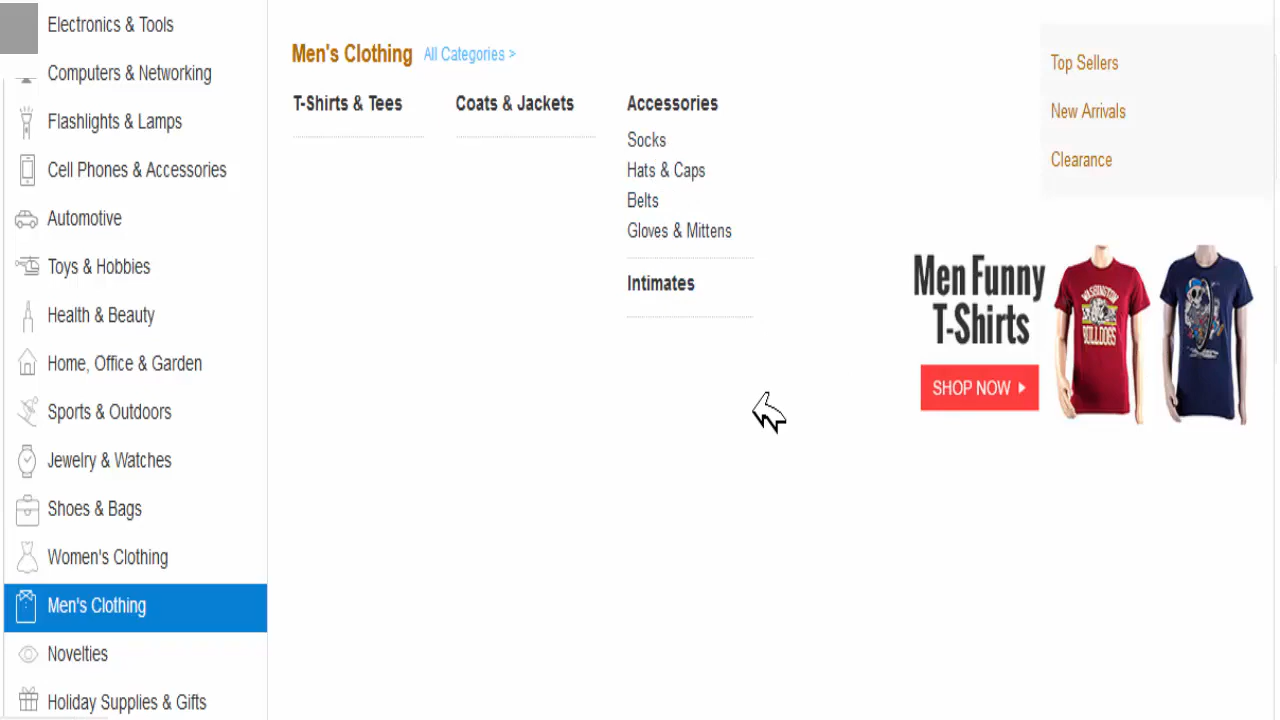 Electronics & Tools
Computers & Networking
Flashlights & Lamps
Cell Phones & Accessories
Automotive
Toys & Hobbies
Health & Beauty
Home, Office & Garden
Sports & Outdoors
Jewelry & Watches
Shoes & Bags
Women's Clothing
Men's Clothing
Novelties
Holiday Supplies & Gifts
Men's Clothing All Categories >
T-Shirts & Tees
Coats & Jackets
Accessories
Socks
Hats & Caps
Belts
Gloves & Mittens
Intimates
Top Sellers
New Arrivals
Clearance
Men Funny
T-Shirts
SHOP NOW
WASHINGTON
BULLDOGS